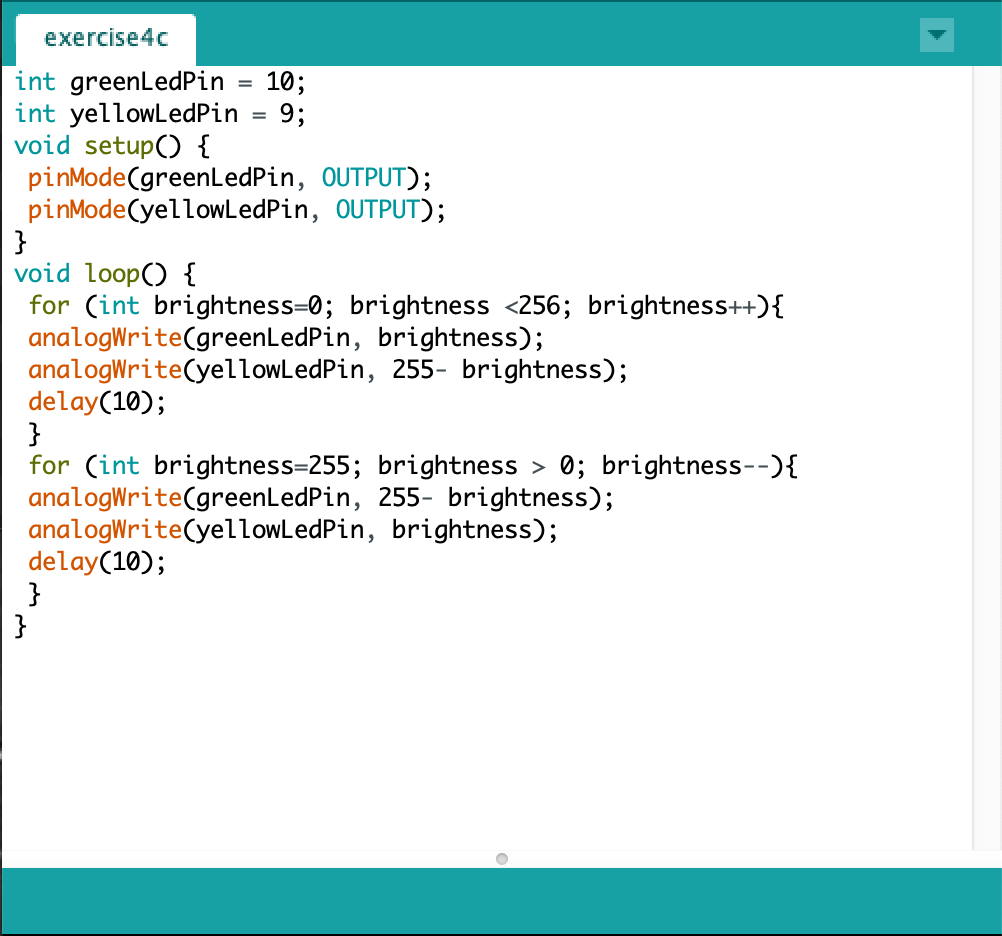 exercise4c
int greenLedPin = 10;
int yellowLedPin = 9;
void setup() {
 pinMode(greenLedPin, OUTPUT);
 pinMode(yellowLedPin, OUTPUT);
}
void loop() {
 for (int brightness=0; brightness <256; brightness++){
 analogWrite(greenLedPin, brightness);
 analogWrite(yellowLedPin, 255- brightness);
 delay(10);
 }
 for (int brightness=255; brightness > 0; brightness--){
 analogWrite(greenLedPin, 255- brightness);
 analogWrite(yellowLedPin, brightness);
 delay(10);
 }
}